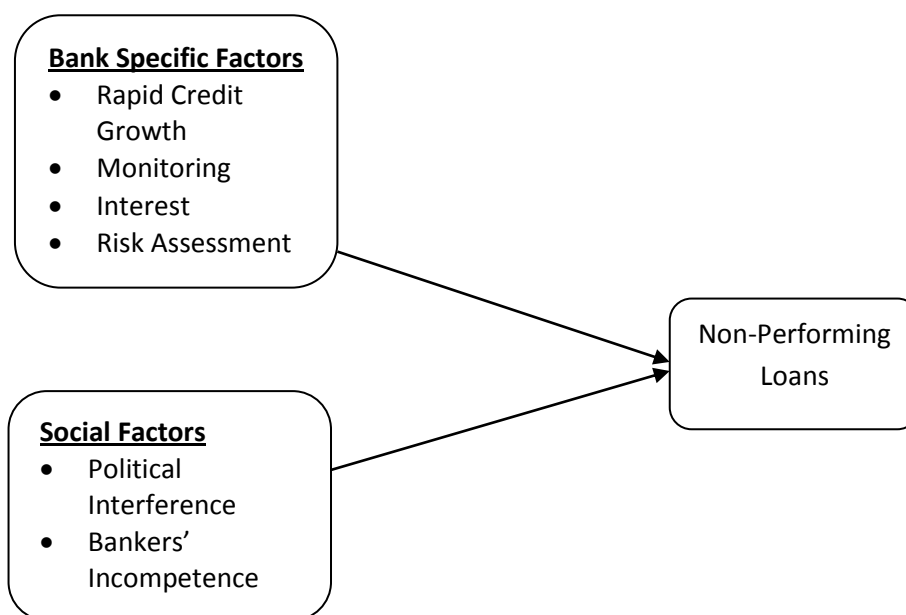 Bank Specific Factors
• Rapid Credit
Growth
• Monitoring
• Interest
• Risk Assessment
Non-Performing
Loans
Social Factors
• Political
Interference
• Bankers’
Incompetence